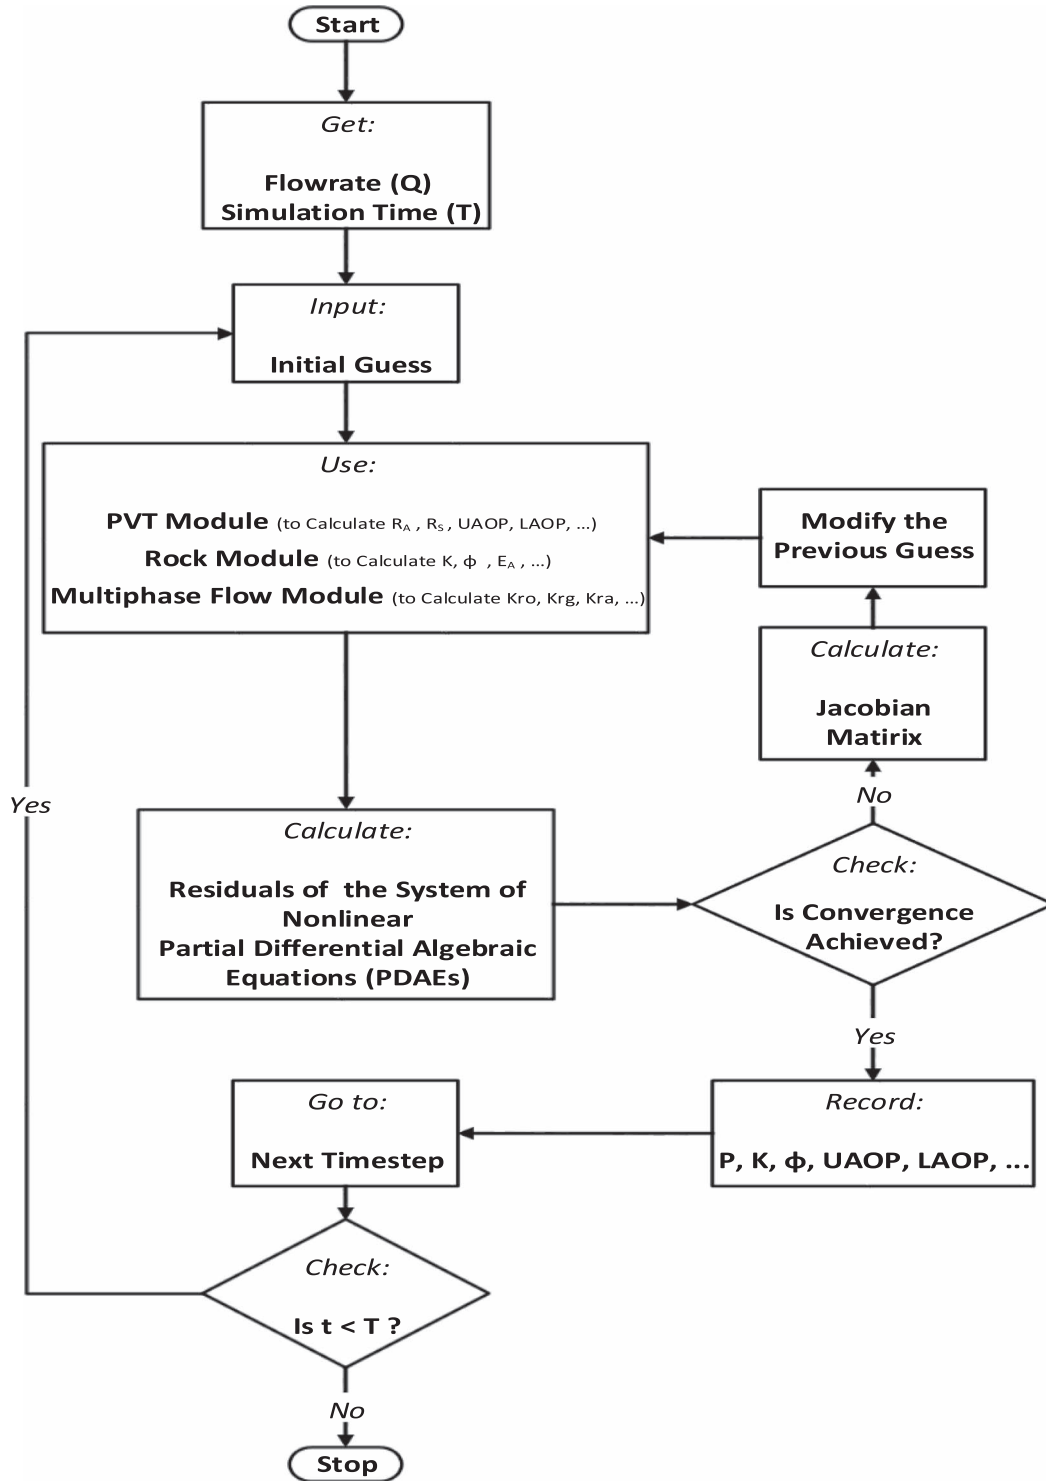 Start
Get:
Flowrate (Q)
Simulation Time (T)
Input:
Initial Guess
Use:
PVT Module (to Calculate R_A , R_S , UAOP, LAOP, ...)
Rock Module (to Calculate K, ϕ , E_A , ...)
Multiphase Flow Module (to Calculate Kro, Krg, Kra, ...)
Modify the
Previous Guess
Calculate:
Jacobian
Matirix
No
Yes
Calculate:
Residuals of the System of
Nonlinear
Partial Differential Algebraic
Equations (PDAEs)
Check:
Is Convergence
Achieved?
Yes
Record:
P, K, ϕ, UAOP, LAOP, ...
Go to:
Next Timestep
Check:
Is t < T ?
No
Stop